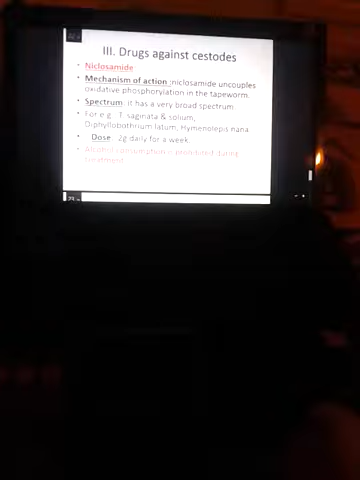 III. Drugs against cestodes
• Niclosamide
• Mechanism of action :niclosamide uncouples
oxidative phosphorylation in the tapeworm.
• Spectrum: it has a very broad spectrum
• For e.g.: T. saginata & solium,
Diphyllobothrium latum, Hymenolepis nana
• Dose: 2g daily for a week.
• Alcohol consumption is prohibited during
treatment